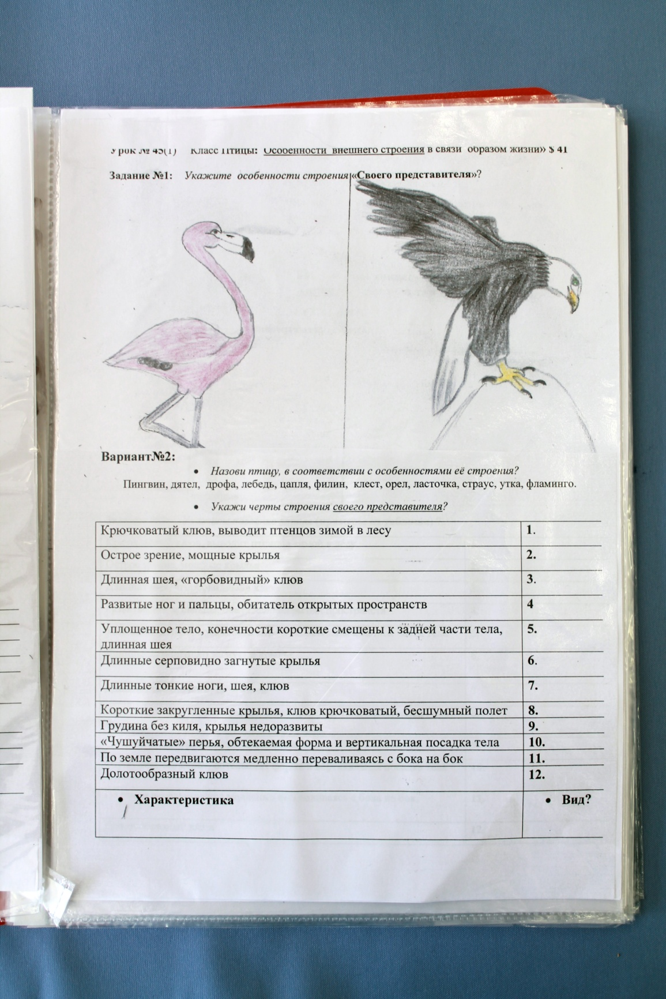 Урок № 45(1) Класс Птицы: Особенности внешнего строения в связи образом жизни» § 41
Задание №1: Укажите особенности строения «Своего представителя»?
Вариант№2:
• Назови птицу, в соответствии с особенностями её строения?
Пингвин, дятел, дрофа, лебедь, цапля, филин, клест, орел, ласточка, страус, утка, фламинго.
• Укажи черты строения своего представителя?
Крючковатый клюв, выводит птенцов зимой в лесу 1.
Острое зрение, мощные крылья 2.
Длинная шея, «горбовидный» клюв 3.
Развитые ног и пальцы, обитатель открытых пространств 4
Уплощенное тело, конечности короткие смещены к задней части тела, 5.
длинная шея
Длинные серповидно загнутые крылья 6.
Длинные тонкие ноги, шея, клюв 7.
Короткие закругленные крылья, клюв крючковатый, бесшумный полет 8.
Грудина без киля, крылья недоразвиты 9.
«Чушуйчатые» перья, обтекаемая форма и вертикальная посадка тела 10.
По земле передвигаются медленно переваливаясь с бока на бок 11.
Долотообразный клюв 12.
• Характеристика • Вид?